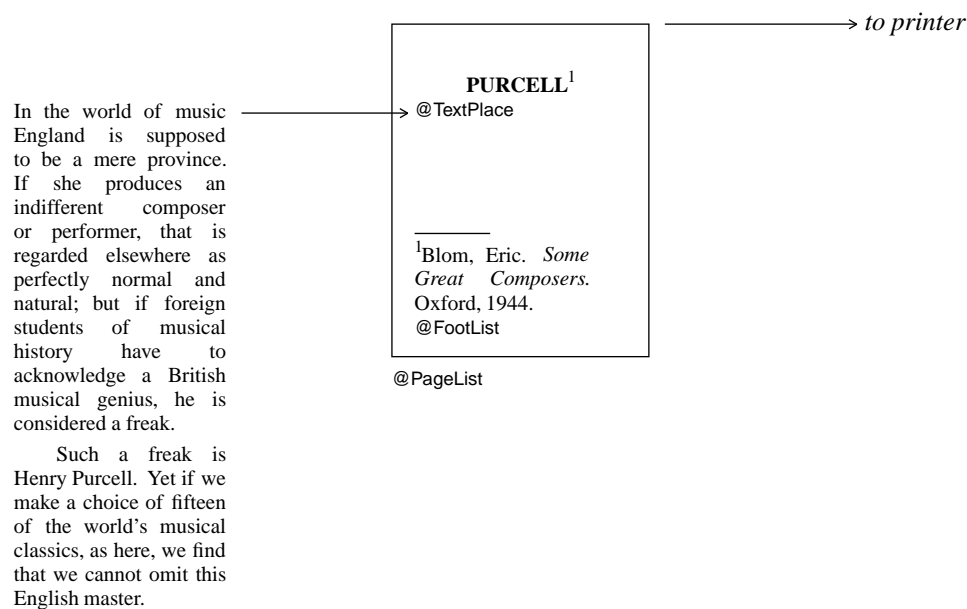 to printer
PURCELL1
@TextPlace
In the world of music
England is supposed
to be a mere province.
If she produces an
indifferent composer
or performer, that is
regarded elsewhere as
perfectly normal and
natural; but if foreign
students of musical
history have to
acknowledge a British
musical genius, he is
considered a freak.
Such a freak is
Henry Purcell. Yet if we
make a choice of fifteen
of the world’s musical
classics, as here, we find
that we cannot omit this
English master.
1Blom, Eric. Some
Great Composers.
Oxford, 1944.
@FootList
@PageList